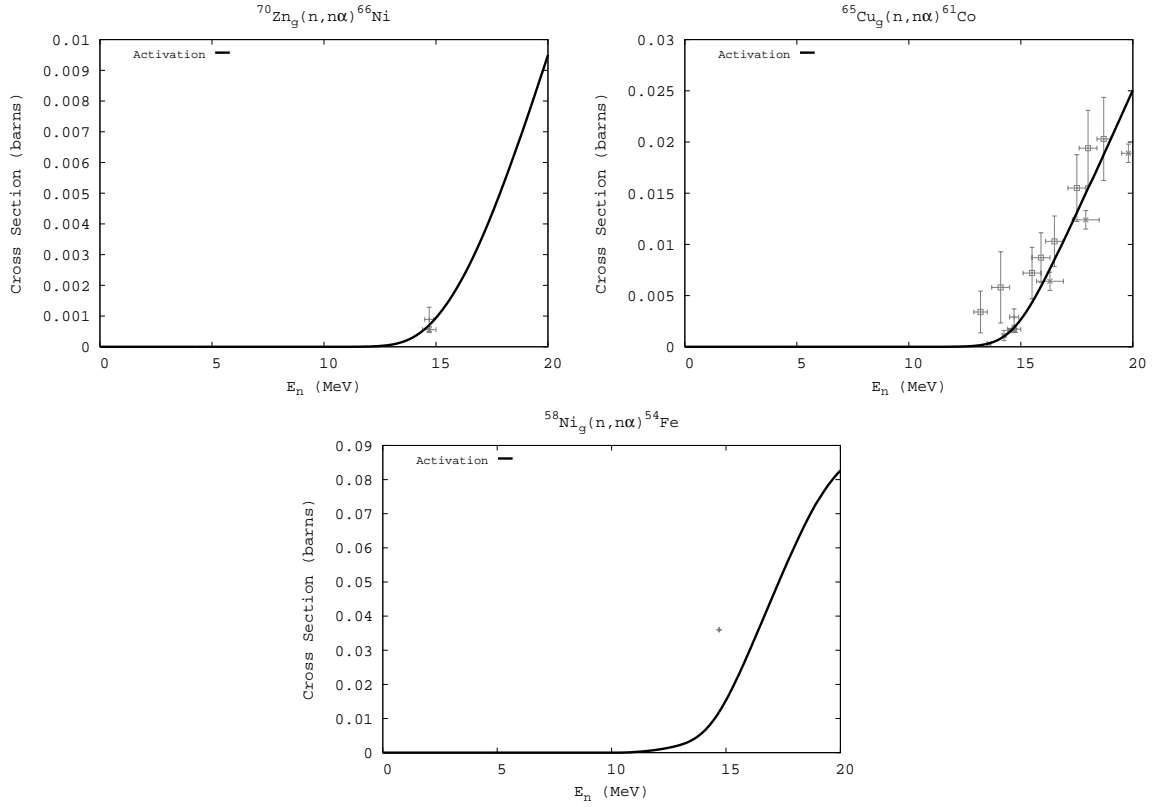 ⁷⁰Zn_g(n,nα)⁶⁶Ni
Activation
0.01
0.009
0.008
0.007
0.006
0.005
0.004
0.003
0.002
0.001
0
Cross Section (barns)
0 5 10 15 20
E_n (MeV)
⁶⁵Cu_g(n,nα)⁶¹Co
Activation
0.03
0.025
0.02
0.015
0.01
0.005
0
Cross Section (barns)
0 5 10 15 20
E_n (MeV)
⁵⁸Ni_g(n,nα)⁵⁴Fe
Activation
0.09
0.08
0.07
0.06
0.05
0.04
0.03
0.02
0.01
0
Cross Section (barns)
0 5 10 15 20
E_n (MeV)